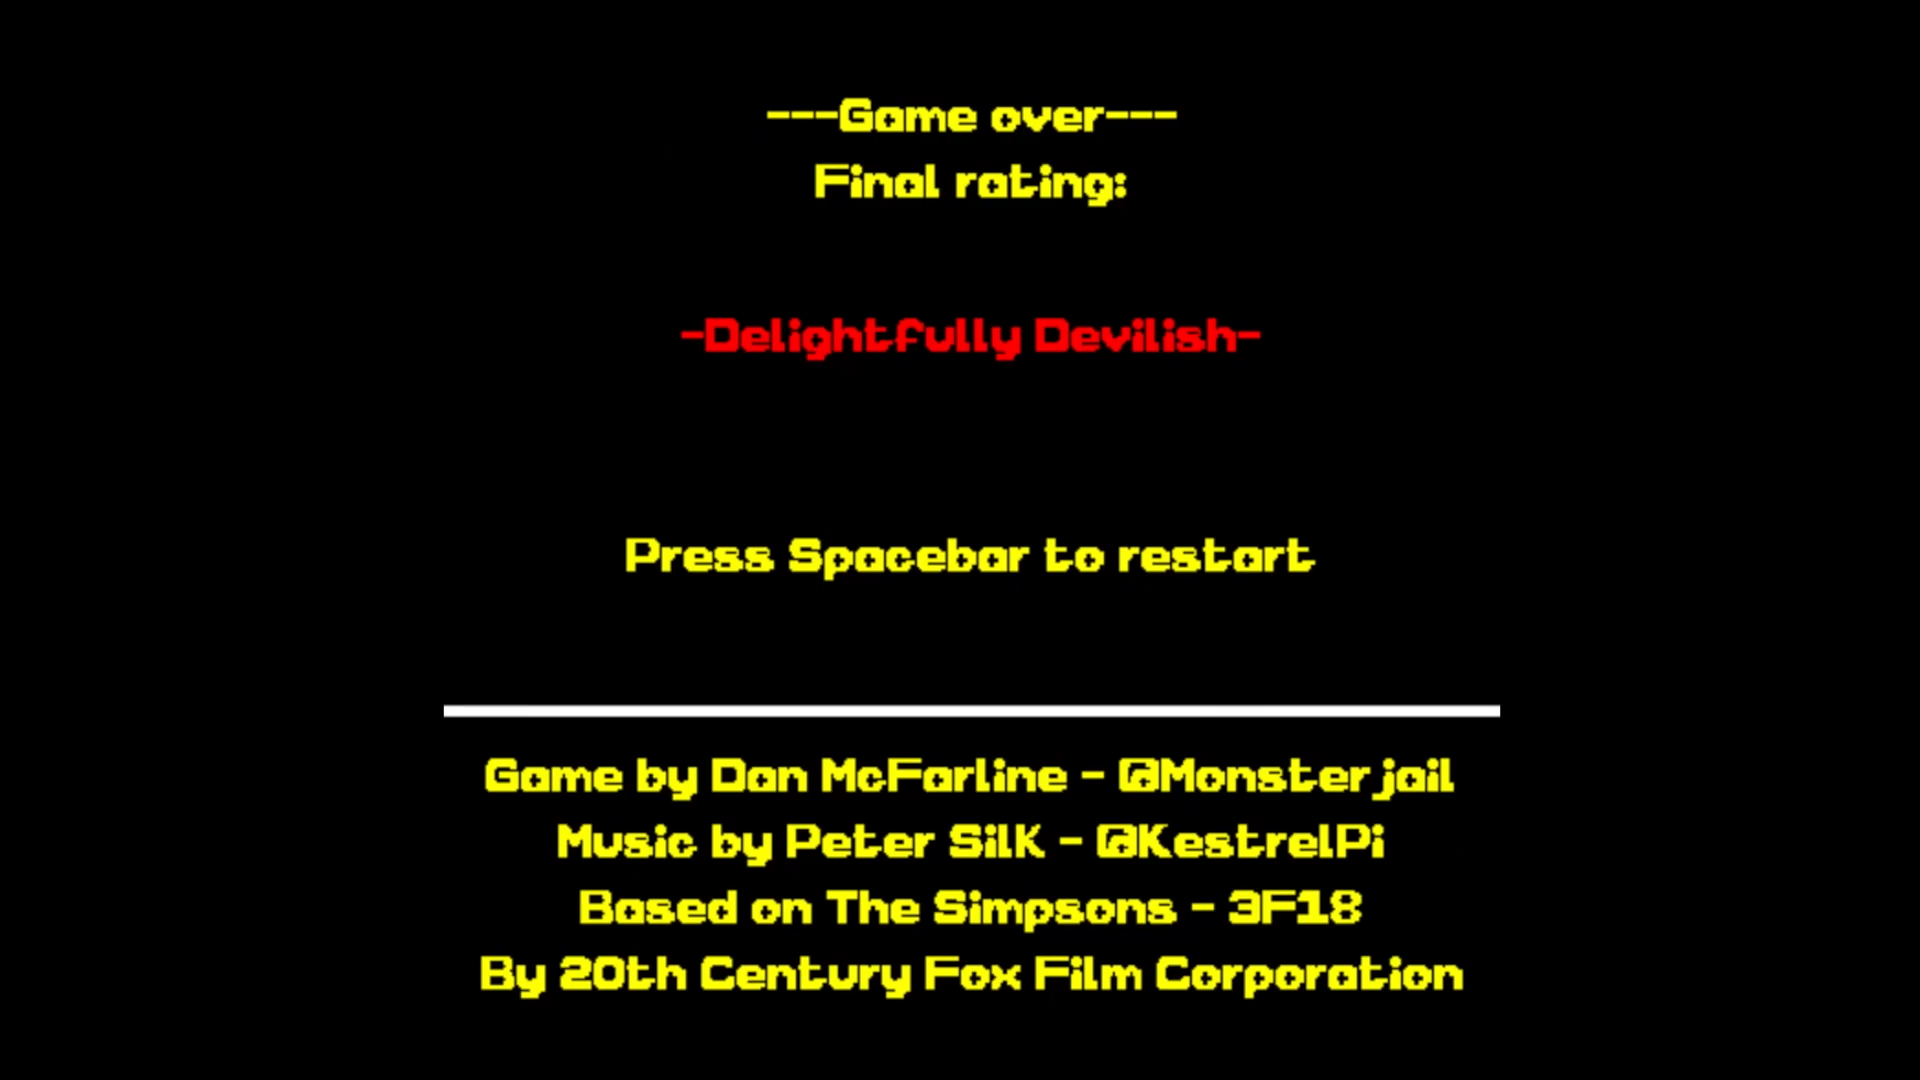 ---Game over---
Final rating:
-Delightfully Devilish-
Press Spacebar to restart
Game by Dan McFarline - @Monsterjail
Music by Peter Silk - @KestrelPi
Based on The Simpsons - 3F18
By 20th Century Fox Film Corporation